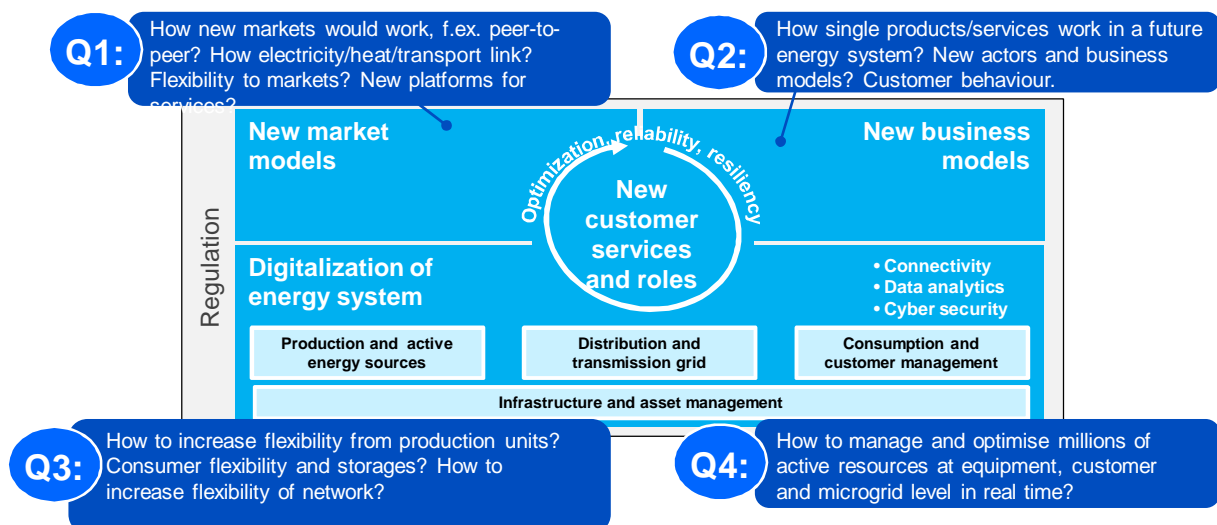 Q1:
How new markets would work, f.ex. peer-to-
peer? How electricity/heat/transport link?
Flexibility to markets? New platforms for
services?
Q2:
How single products/services work in a future
energy system? New actors and business
models? Customer behaviour.
Regulation
New market
models
Optimization, reliability, resiliency
New
customer
services
and roles
New business
models
Digitalization of
energy system
• Connectivity
• Data analytics
• Cyber security
Production and active
energy sources
Distribution and
transmission grid
Consumption and
customer management
Infrastructure and asset management
Q3:
How to increase flexibility from production units?
Consumer flexibility and storages? How to
increase flexibility of network?
Q4:
How to manage and optimise millions of
active resources at equipment, customer
and microgrid level in real time?